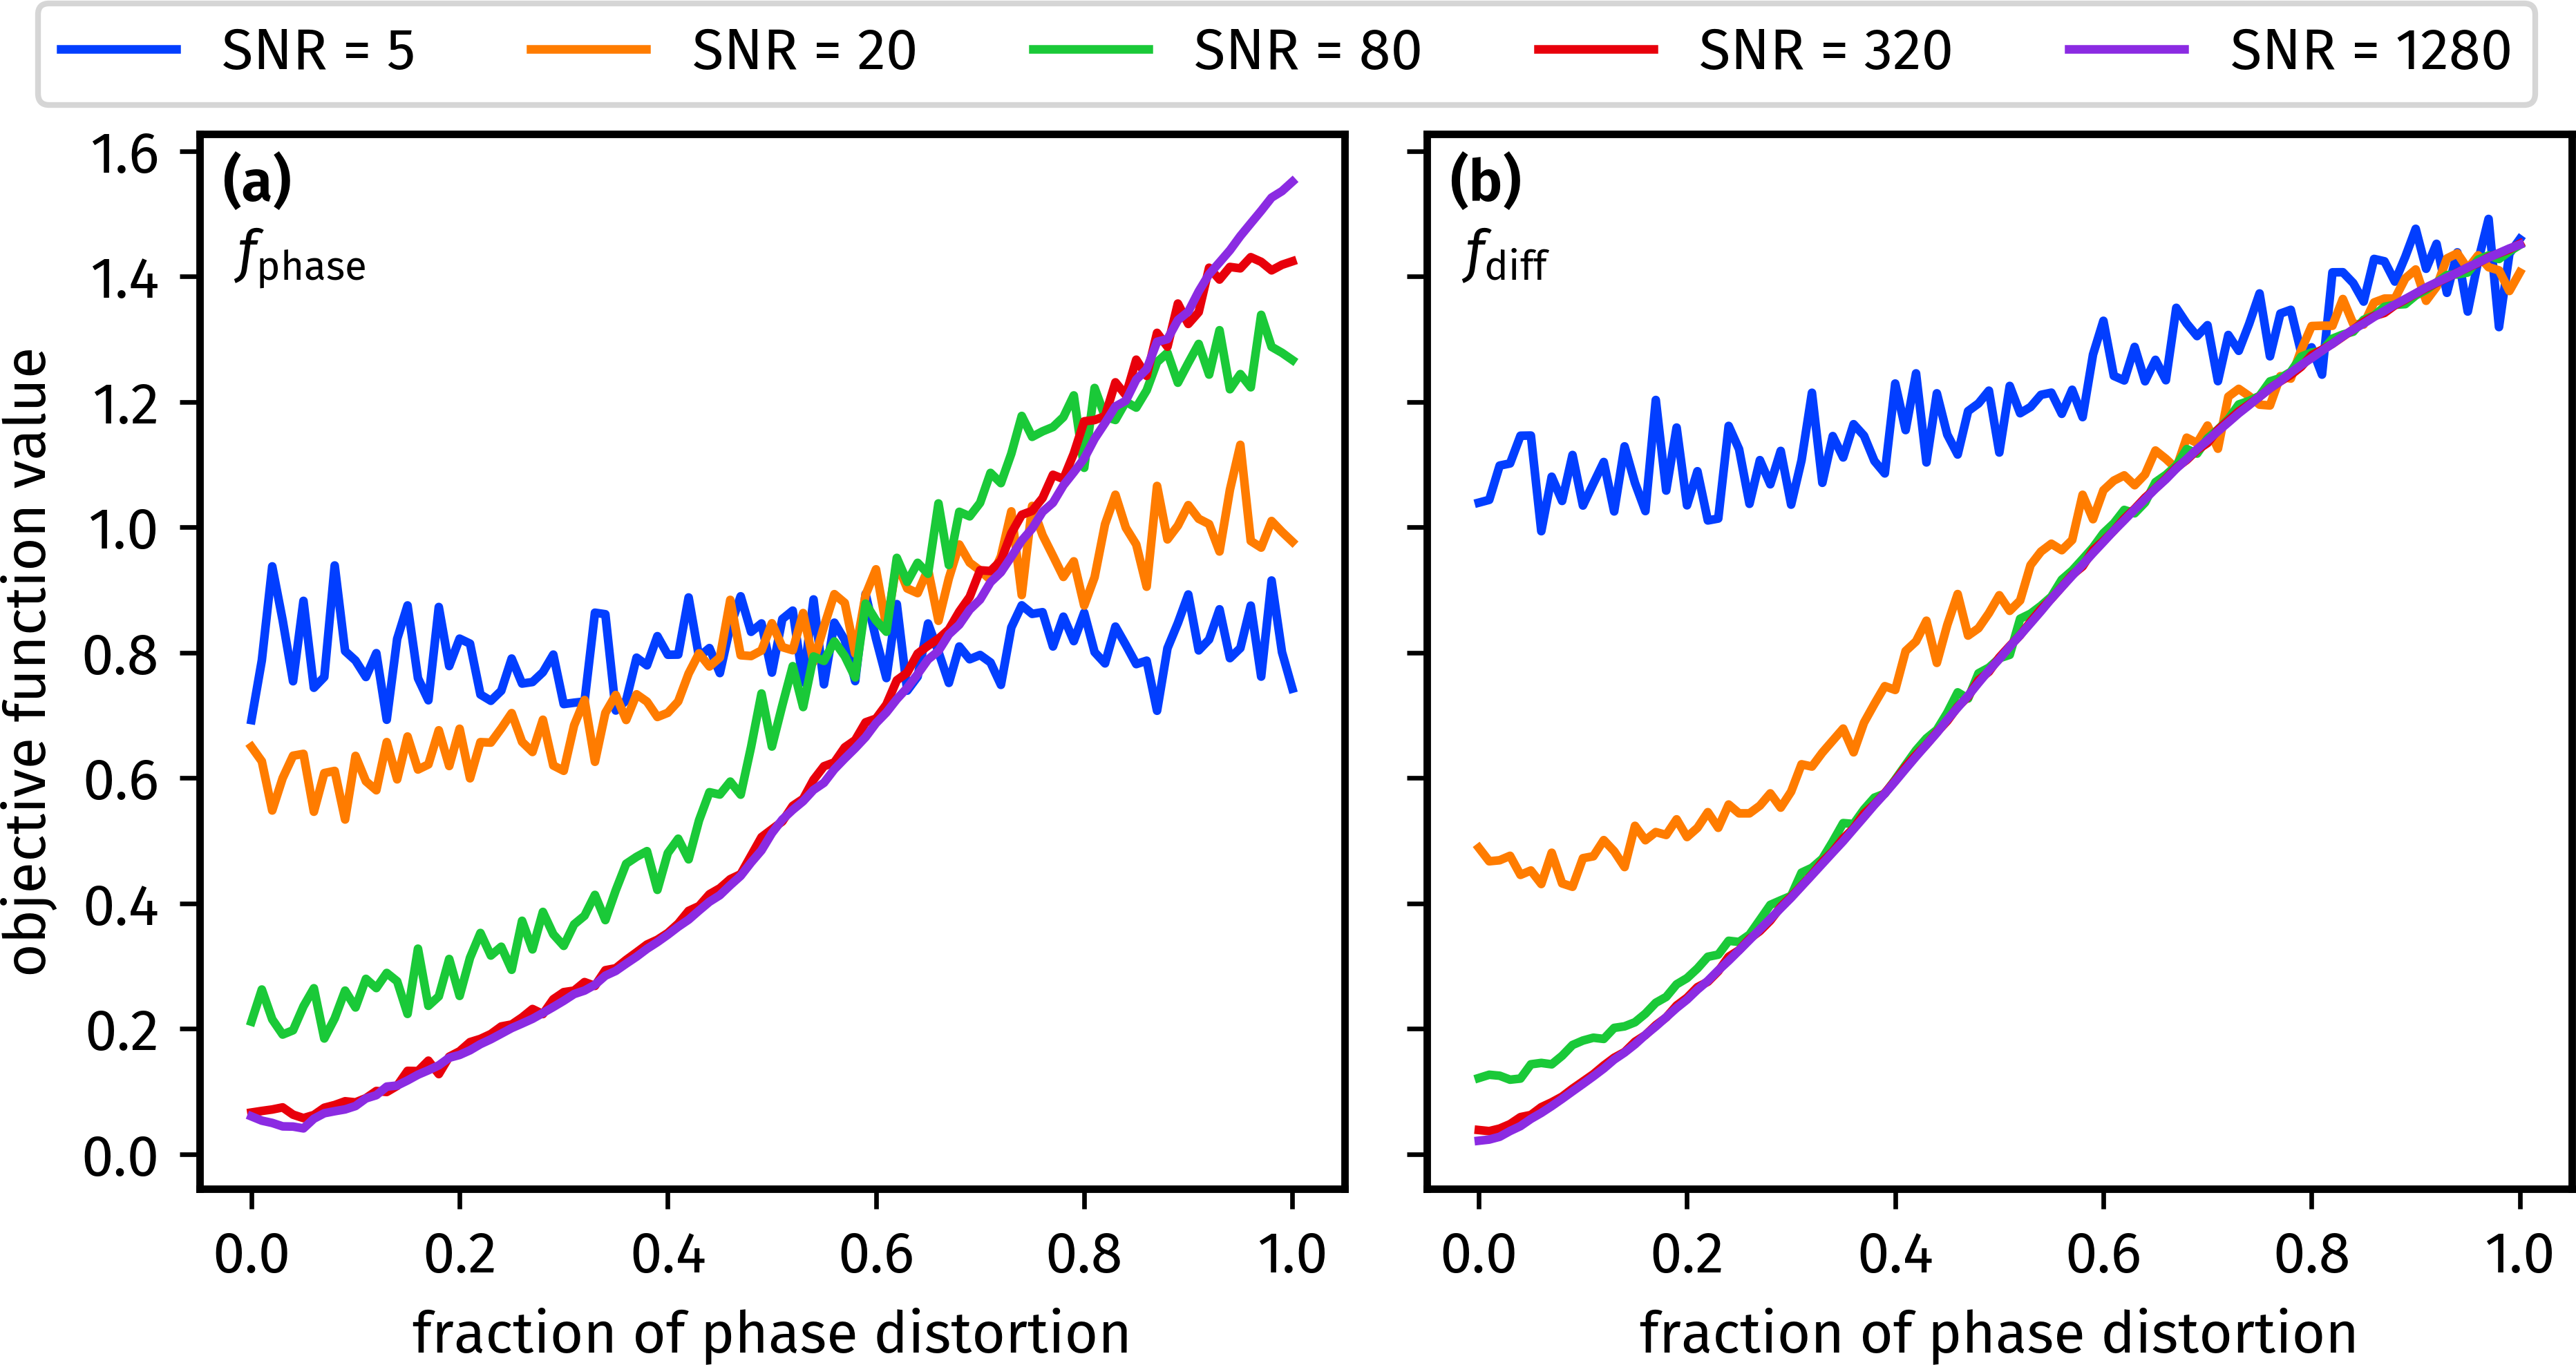 SNR = 5 SNR = 20 SNR = 80 SNR = 320 SNR = 1280
(a)
fphase
(b)
fdiff
objective function value
1.6
1.4
1.2
1.0
0.8
0.6
0.4
0.2
0.0
0.0 0.2 0.4 0.6 0.8 1.0
0.0 0.2 0.4 0.6 0.8 1.0
fraction of phase distortion
fraction of phase distortion